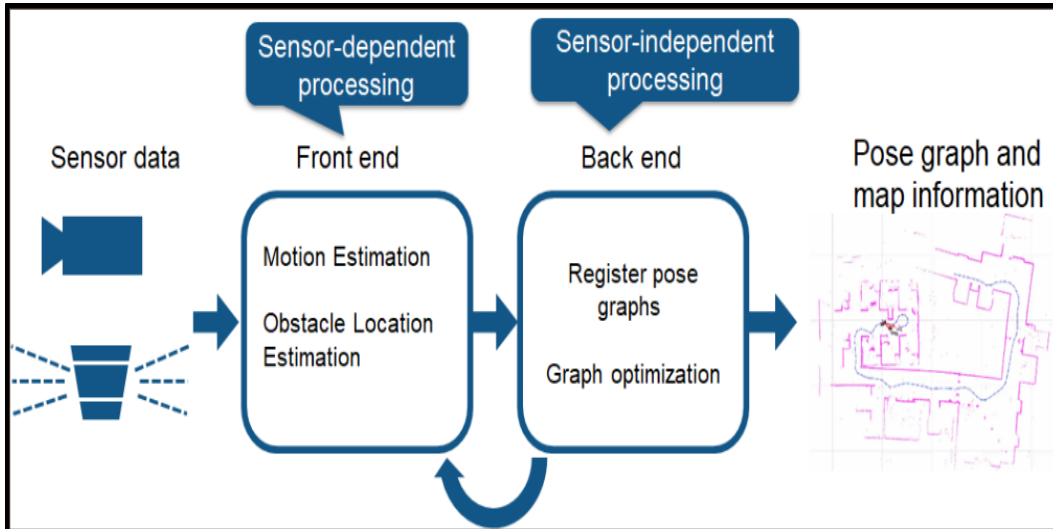 Sensor-dependent
processing
Sensor-independent
processing
Sensor data
Front end
Back end
Pose graph and
map information
Motion Estimation
Obstacle Location
Estimation
Register pose
graphs
Graph optimization